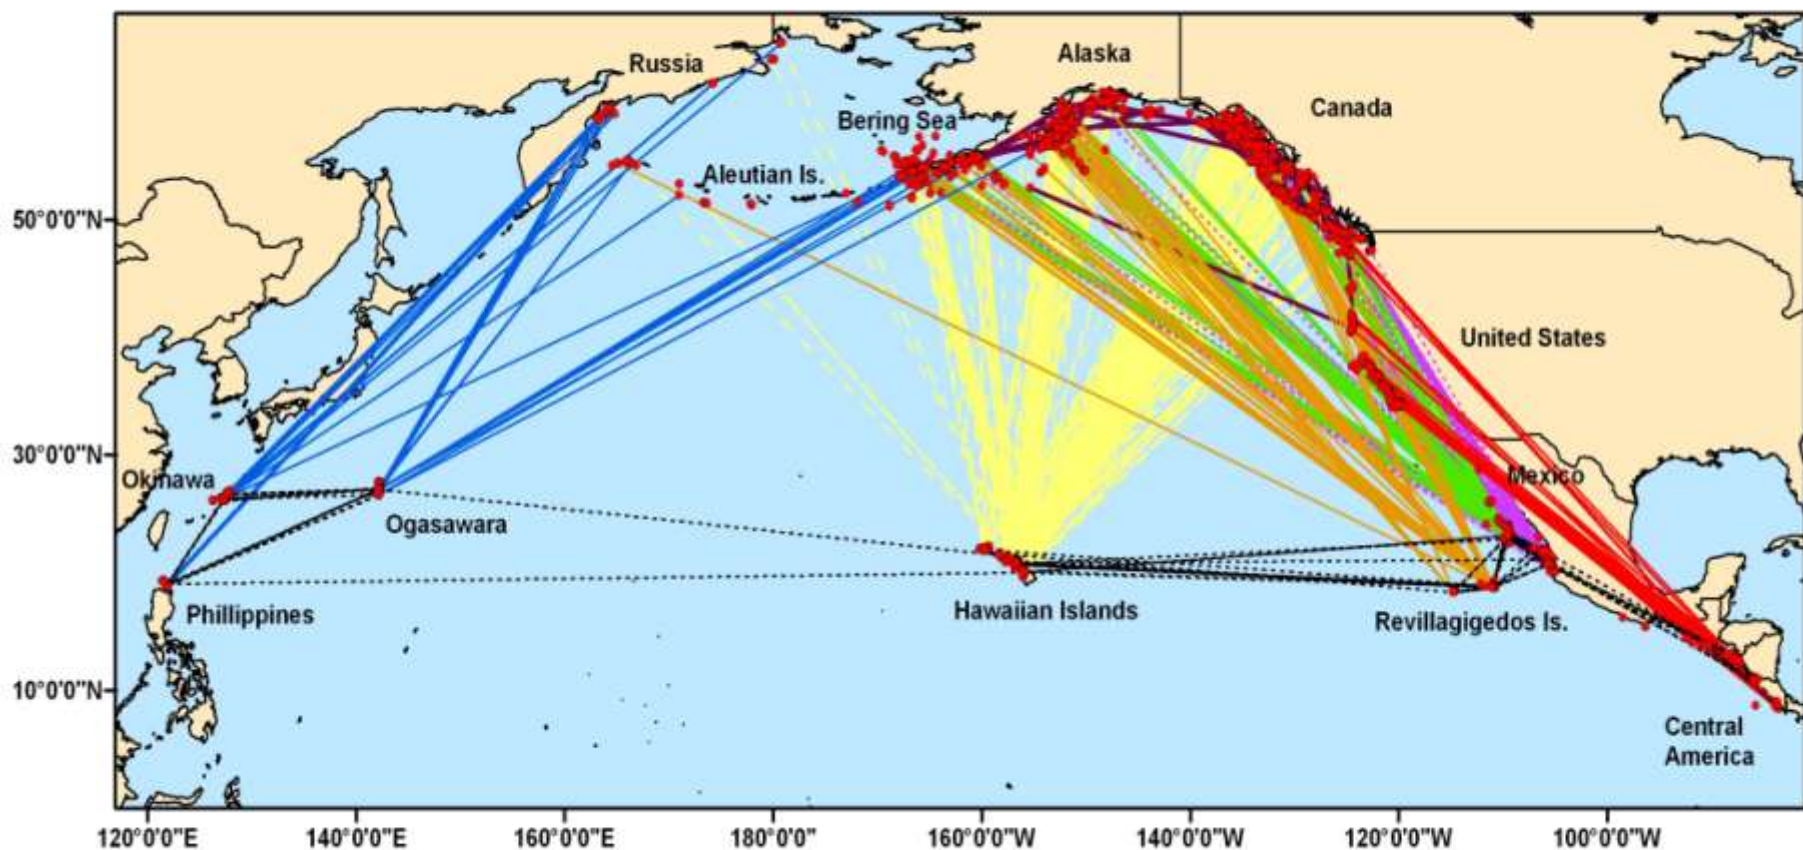 Alaska
Russia
Canada
Bering Sea
Aleutian Is.
50°0'0"N
United States
30°0'0"N
Okinawa
Mexico
Ogasawara
Phillippines
Hawaiian Islands
Revillagigedos Is.
10°0'0"N
Central
America
120°0'0"E
140°0'0"E
160°0'0"E
180°0'0"
160°0'0"W
140°0'0"W
120°0'0"W
100°0'0"W